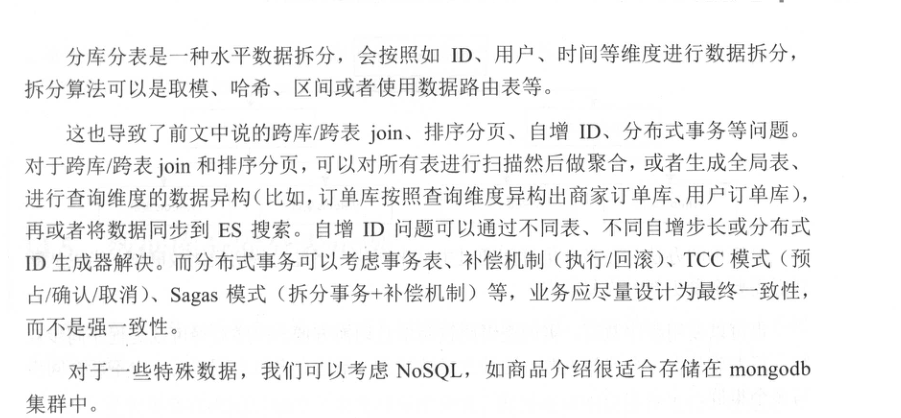 分库分表是一种水平数据拆分，会按照如 ID、用户、时间等维度进行数据拆分，
拆分算法可以是取模、哈希、区间或者使用数据路由表等。
这也导致了前文中说的跨库/跨表 join、排序分页、自增 ID、分布式事务等问题。
对于跨库/跨表 join 和排序分页，可以对所有表进行扫描然后做聚合，或者生成全局表、
进行查询维度的数据异构（比如，订单库按照查询维度异构出商家订单库、用户订单库），
再或者将数据同步到 ES 搜索。自增 ID 问题可以通过不同表、不同自增步长或分布式
ID 生成器解决。而分布式事务可以考虑事务表、补偿机制（执行/回滚）、TCC 模式（预
占/确认/取消）、Sagas 模式（拆分事务+补偿机制）等，业务应尽量设计为最终一致性，
而不是强一致性。
对于一些特殊数据，我们可以考虑 NoSQL，如商品介绍很适合存储在 mongodb
集群中。